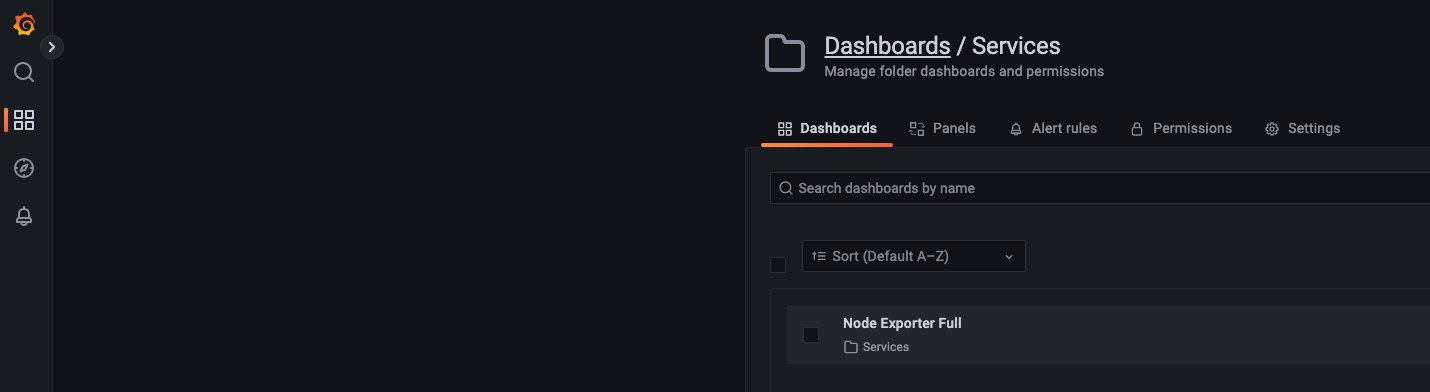 Dashboards / Services
Manage folder dashboards and permissions
Dashboards Panels Alert rules Permissions Settings
Search dashboards by name
Sort (Default A–Z)
Node Exporter Full
Services